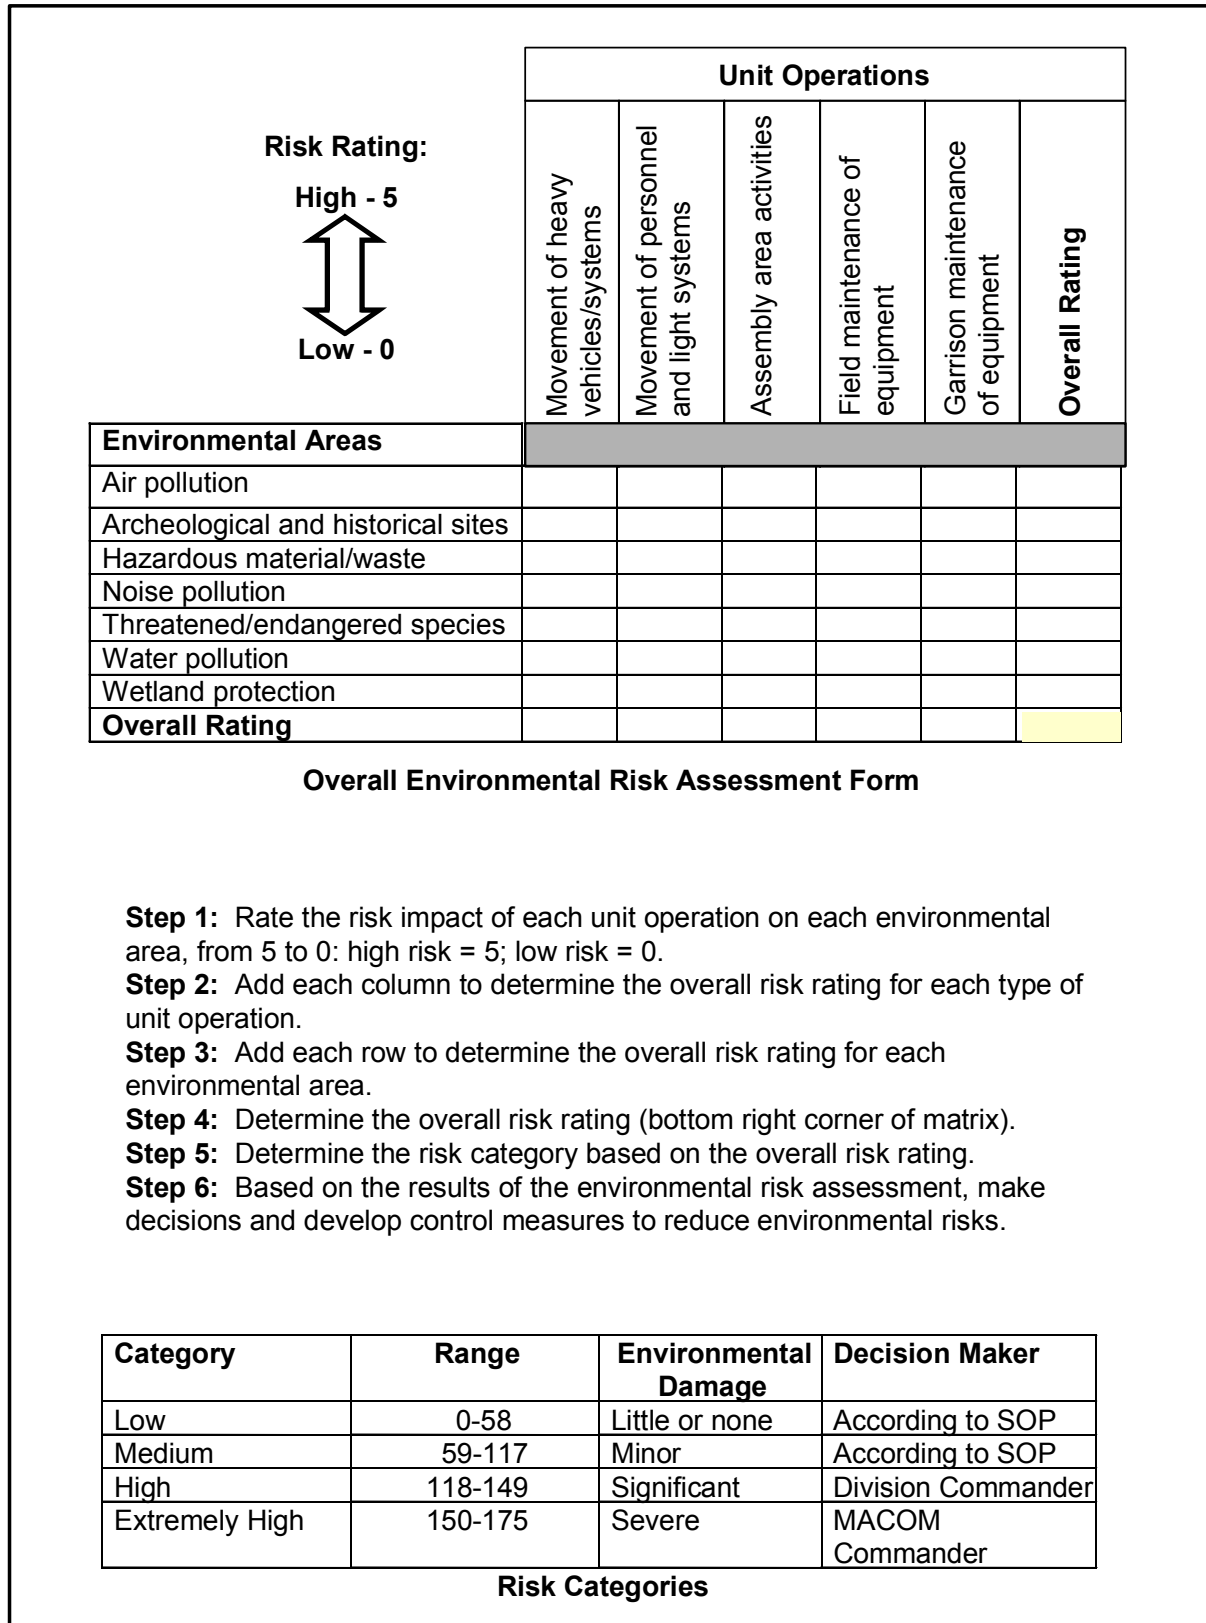 Unit Operations
Risk Rating:
High - 5
Low - 0
Movement of heavy
vehicles/systems
Movement of personnel
and light systems
Assembly area activities
Field maintenance of
equipment
Garrison maintenance
of equipment
Overall Rating
Environmental Areas
Air pollution
Archeological and historical sites
Hazardous material/waste
Noise pollution
Threatened/endangered species
Water pollution
Wetland protection
Overall Rating
Overall Environmental Risk Assessment Form
Step 1: Rate the risk impact of each unit operation on each environmental
area, from 5 to 0: high risk = 5; low risk = 0.
Step 2: Add each column to determine the overall risk rating for each type of
unit operation.
Step 3: Add each row to determine the overall risk rating for each
environmental area.
Step 4: Determine the overall risk rating (bottom right corner of matrix).
Step 5: Determine the risk category based on the overall risk rating.
Step 6: Based on the results of the environmental risk assessment, make
decisions and develop control measures to reduce environmental risks.
Category Range Environmental Decision Maker
Damage
Low 0-58 Little or none According to SOP
Medium 59-117 Minor According to SOP
High 118-149 Significant Division Commander
Extremely High 150-175 Severe MACOM
Commander
Risk Categories